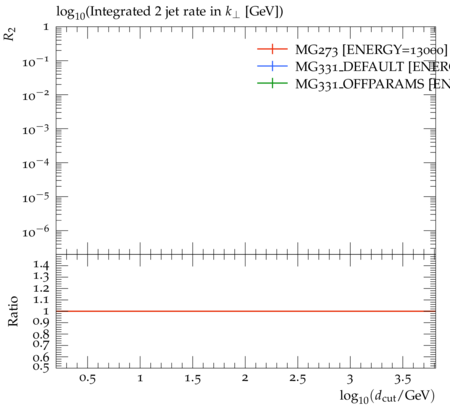 log₁₀(Integrated 2 jet rate in k⊥ [GeV])
R₂
1
10⁻¹
10⁻²
10⁻³
10⁻⁴
10⁻⁵
10⁻⁶
MG273 [ENERGY=13000]
MG331_DEFAULT [ENERG
MG331_OFFPARAMS [EN
Ratio
1.4
1.3
1.2
1.1
1
0.9
0.8
0.7
0.6
0.5
0.5 1 1.5 2 2.5 3 3.5
log₁₀(d_cut/GeV)